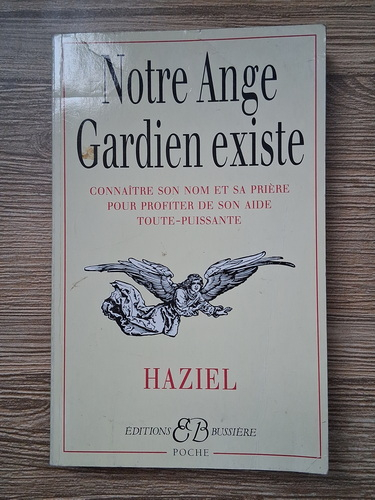 Notre Ange
Gardien existe
CONNAÎTRE SON NOM ET SA PRIÈRE
POUR PROFITER DE SON AIDE
TOUTE-PUISSANTE
HAZIEL
EDITIONS EB BUSSIÈRE
POCHE